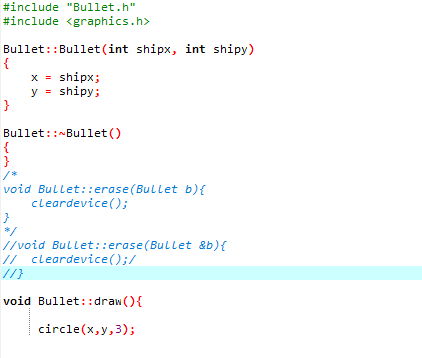 #include "Bullet.h"
#include <graphics.h>
Bullet::Bullet(int shipx, int shipy)
{
    x = shipx;
    y = shipy;
}
Bullet::~Bullet()
{
}
/*
void Bullet::erase(Bullet b){
    cleardevice();
}
*/
//void Bullet::erase(Bullet &b){
//  cleardevice();/
//}
void Bullet::draw(){
     circle(x,y,3);